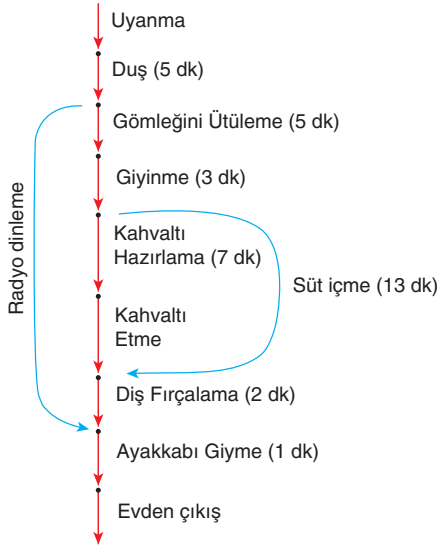 Uyanma
Duş (5 dk)
Gömleğini Ütüleme (5 dk)
Giyinme (3 dk)
Radyo dinleme
Kahvaltı
Hazırlama (7 dk)
Süt içme (13 dk)
Kahvaltı
Etme
Diş Fırçalama (2 dk)
Ayakkabı Giyme (1 dk)
Evden çıkış